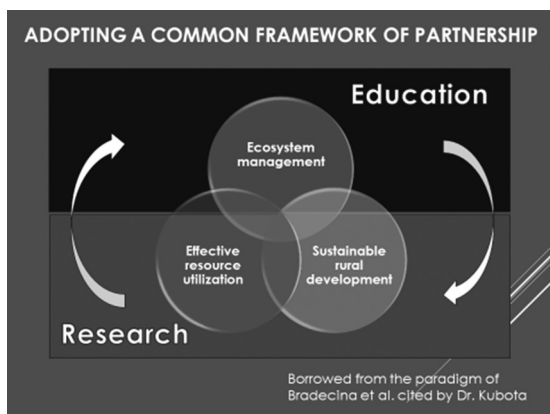 ADOPTING A COMMON FRAMEWORK OF PARTNERSHIP
Education
Ecosystem
management
Effective
resource
utilization
Sustainable
rural
development
Research
Borrowed from the paradigm of
Bradecina et al. cited by Dr. Kubota